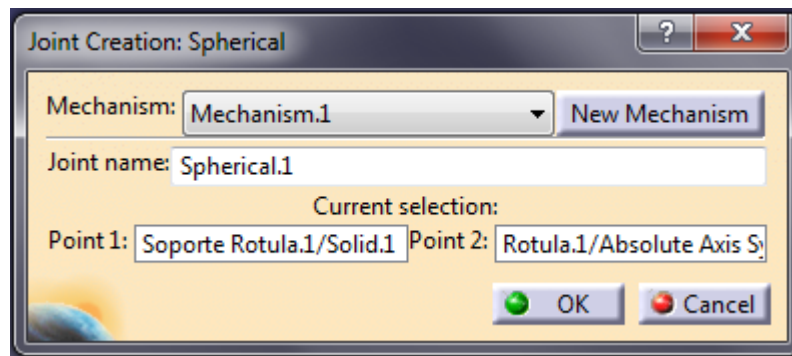 Joint Creation: Spherical
Mechanism: Mechanism.1 New Mechanism
Joint name: Spherical.1
Current selection:
Point 1: Soporte Rotula.1/Solid.1 Point 2: Rotula.1/Absolute Axis Sy
OK Cancel